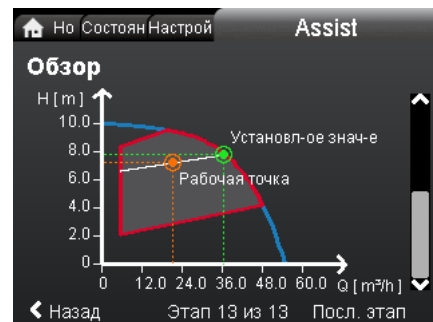 Но Состоян Настрой Assist
Обзор
H [ m ]
10.0
8.0
6.0
4.0
2.0
0
Установл-ое знач-е
Рабочая точка
0 12.0 24.0 36.0 48.0 60.0 Q [ m³/h ]
Назад Этап 13 из 13 Посл. этап